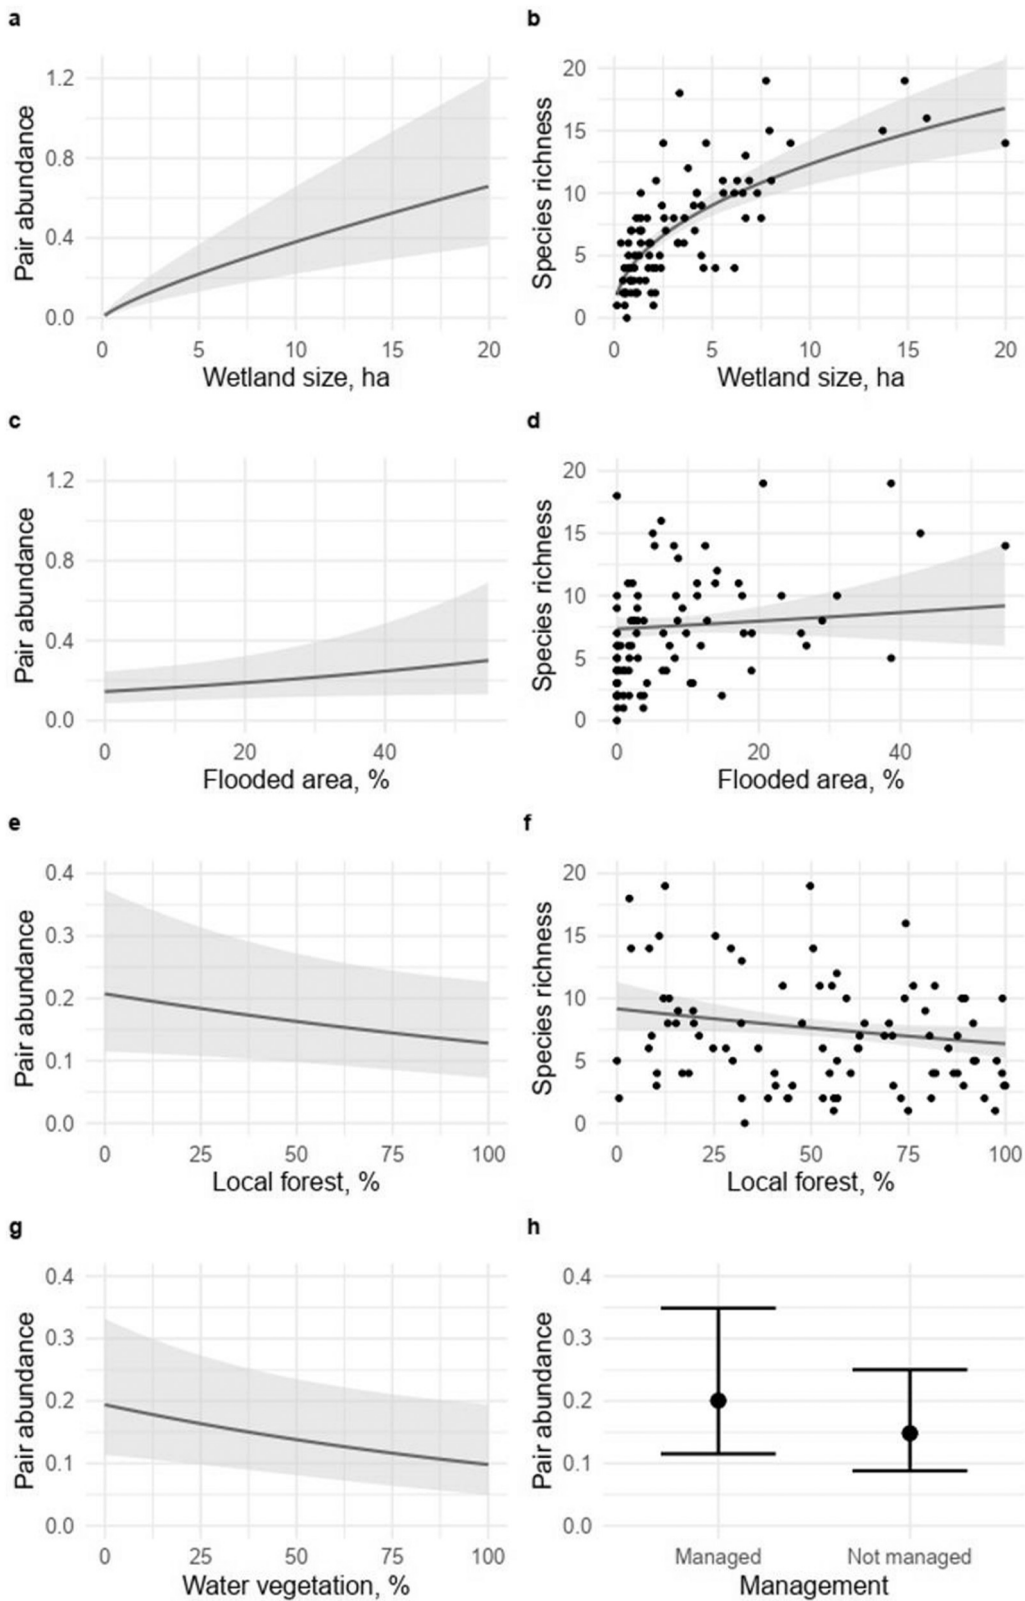 a
b
1.2
0.8
0.4
0.0
Pair abundance
0 5 10 15 20
Wetland size, ha
20
15
10
5
0
Species richness
0 5 10 15 20
Wetland size, ha
c
d
1.2
0.8
0.4
0.0
Pair abundance
0 20 40
Flooded area, %
20
15
10
5
0
Species richness
0 20 40
Flooded area, %
e
f
0.4
0.3
0.2
0.1
0.0
Pair abundance
0 25 50 75 100
Local forest, %
20
15
10
5
0
Species richness
0 25 50 75 100
Local forest, %
g
h
0.4
0.3
0.2
0.1
0.0
Pair abundance
0 25 50 75 100
Water vegetation, %
0.4
0.3
0.2
0.1
0.0
Pair abundance
Managed Not managed
Management